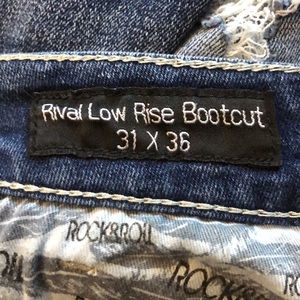 Rival Low Rise Bootcut
31 X 36
ROCK&ROLL
ROCK&ROLL